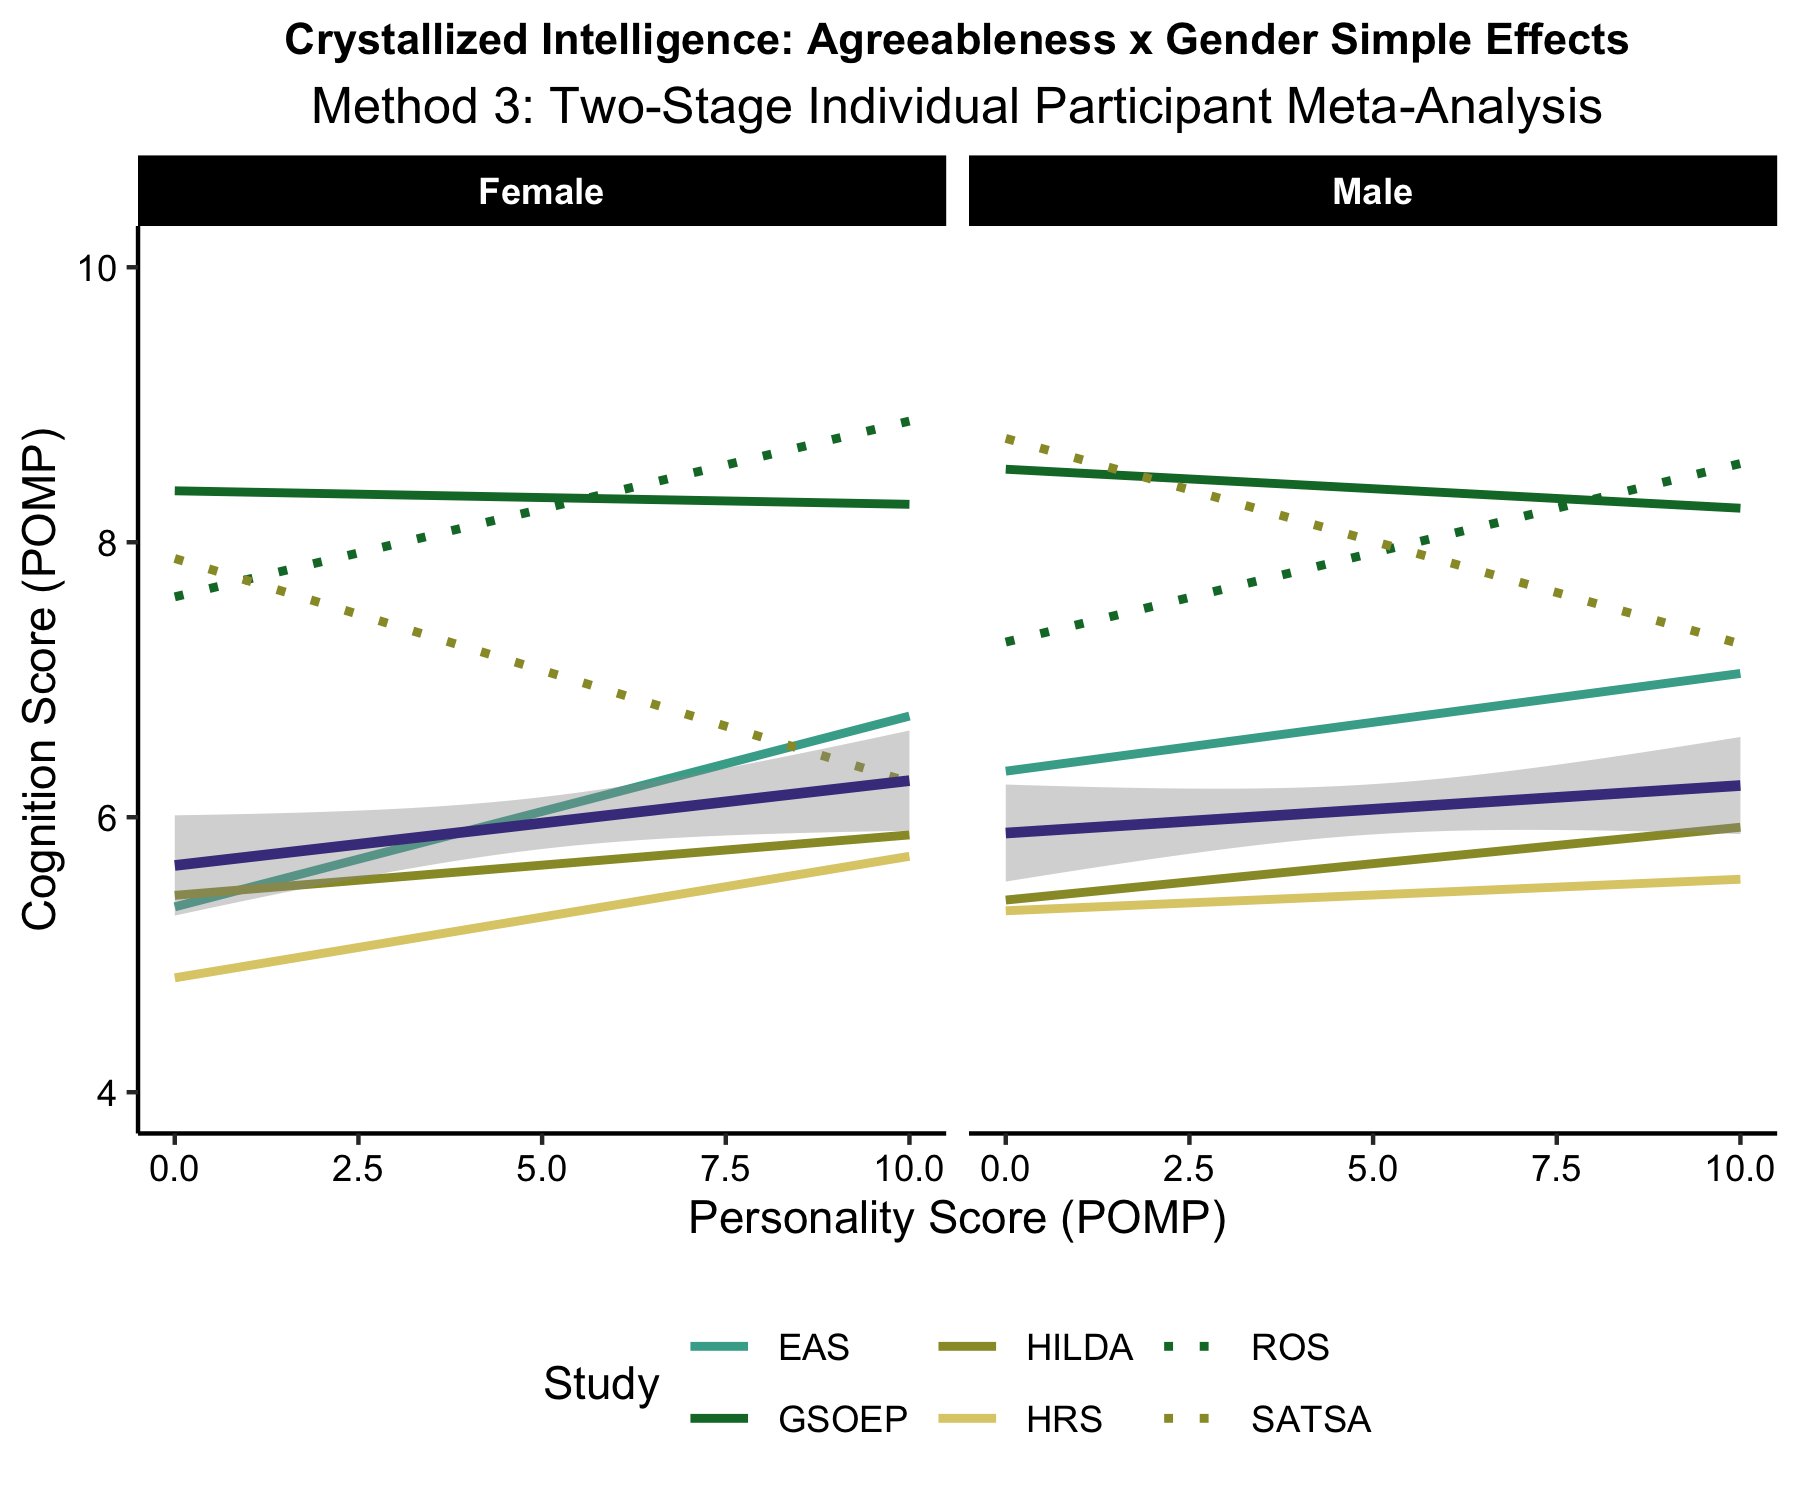 Crystallized Intelligence: Agreeableness x Gender Simple Effects
Method 3: Two-Stage Individual Participant Meta-Analysis
Female Male
Cognition Score (POMP)
10
8
6
4
0.0 2.5 5.0 7.5 10.0 0.0 2.5 5.0 7.5 10.0
Personality Score (POMP)
Study
EAS HILDA ROS
GSOEP HRS SATSA